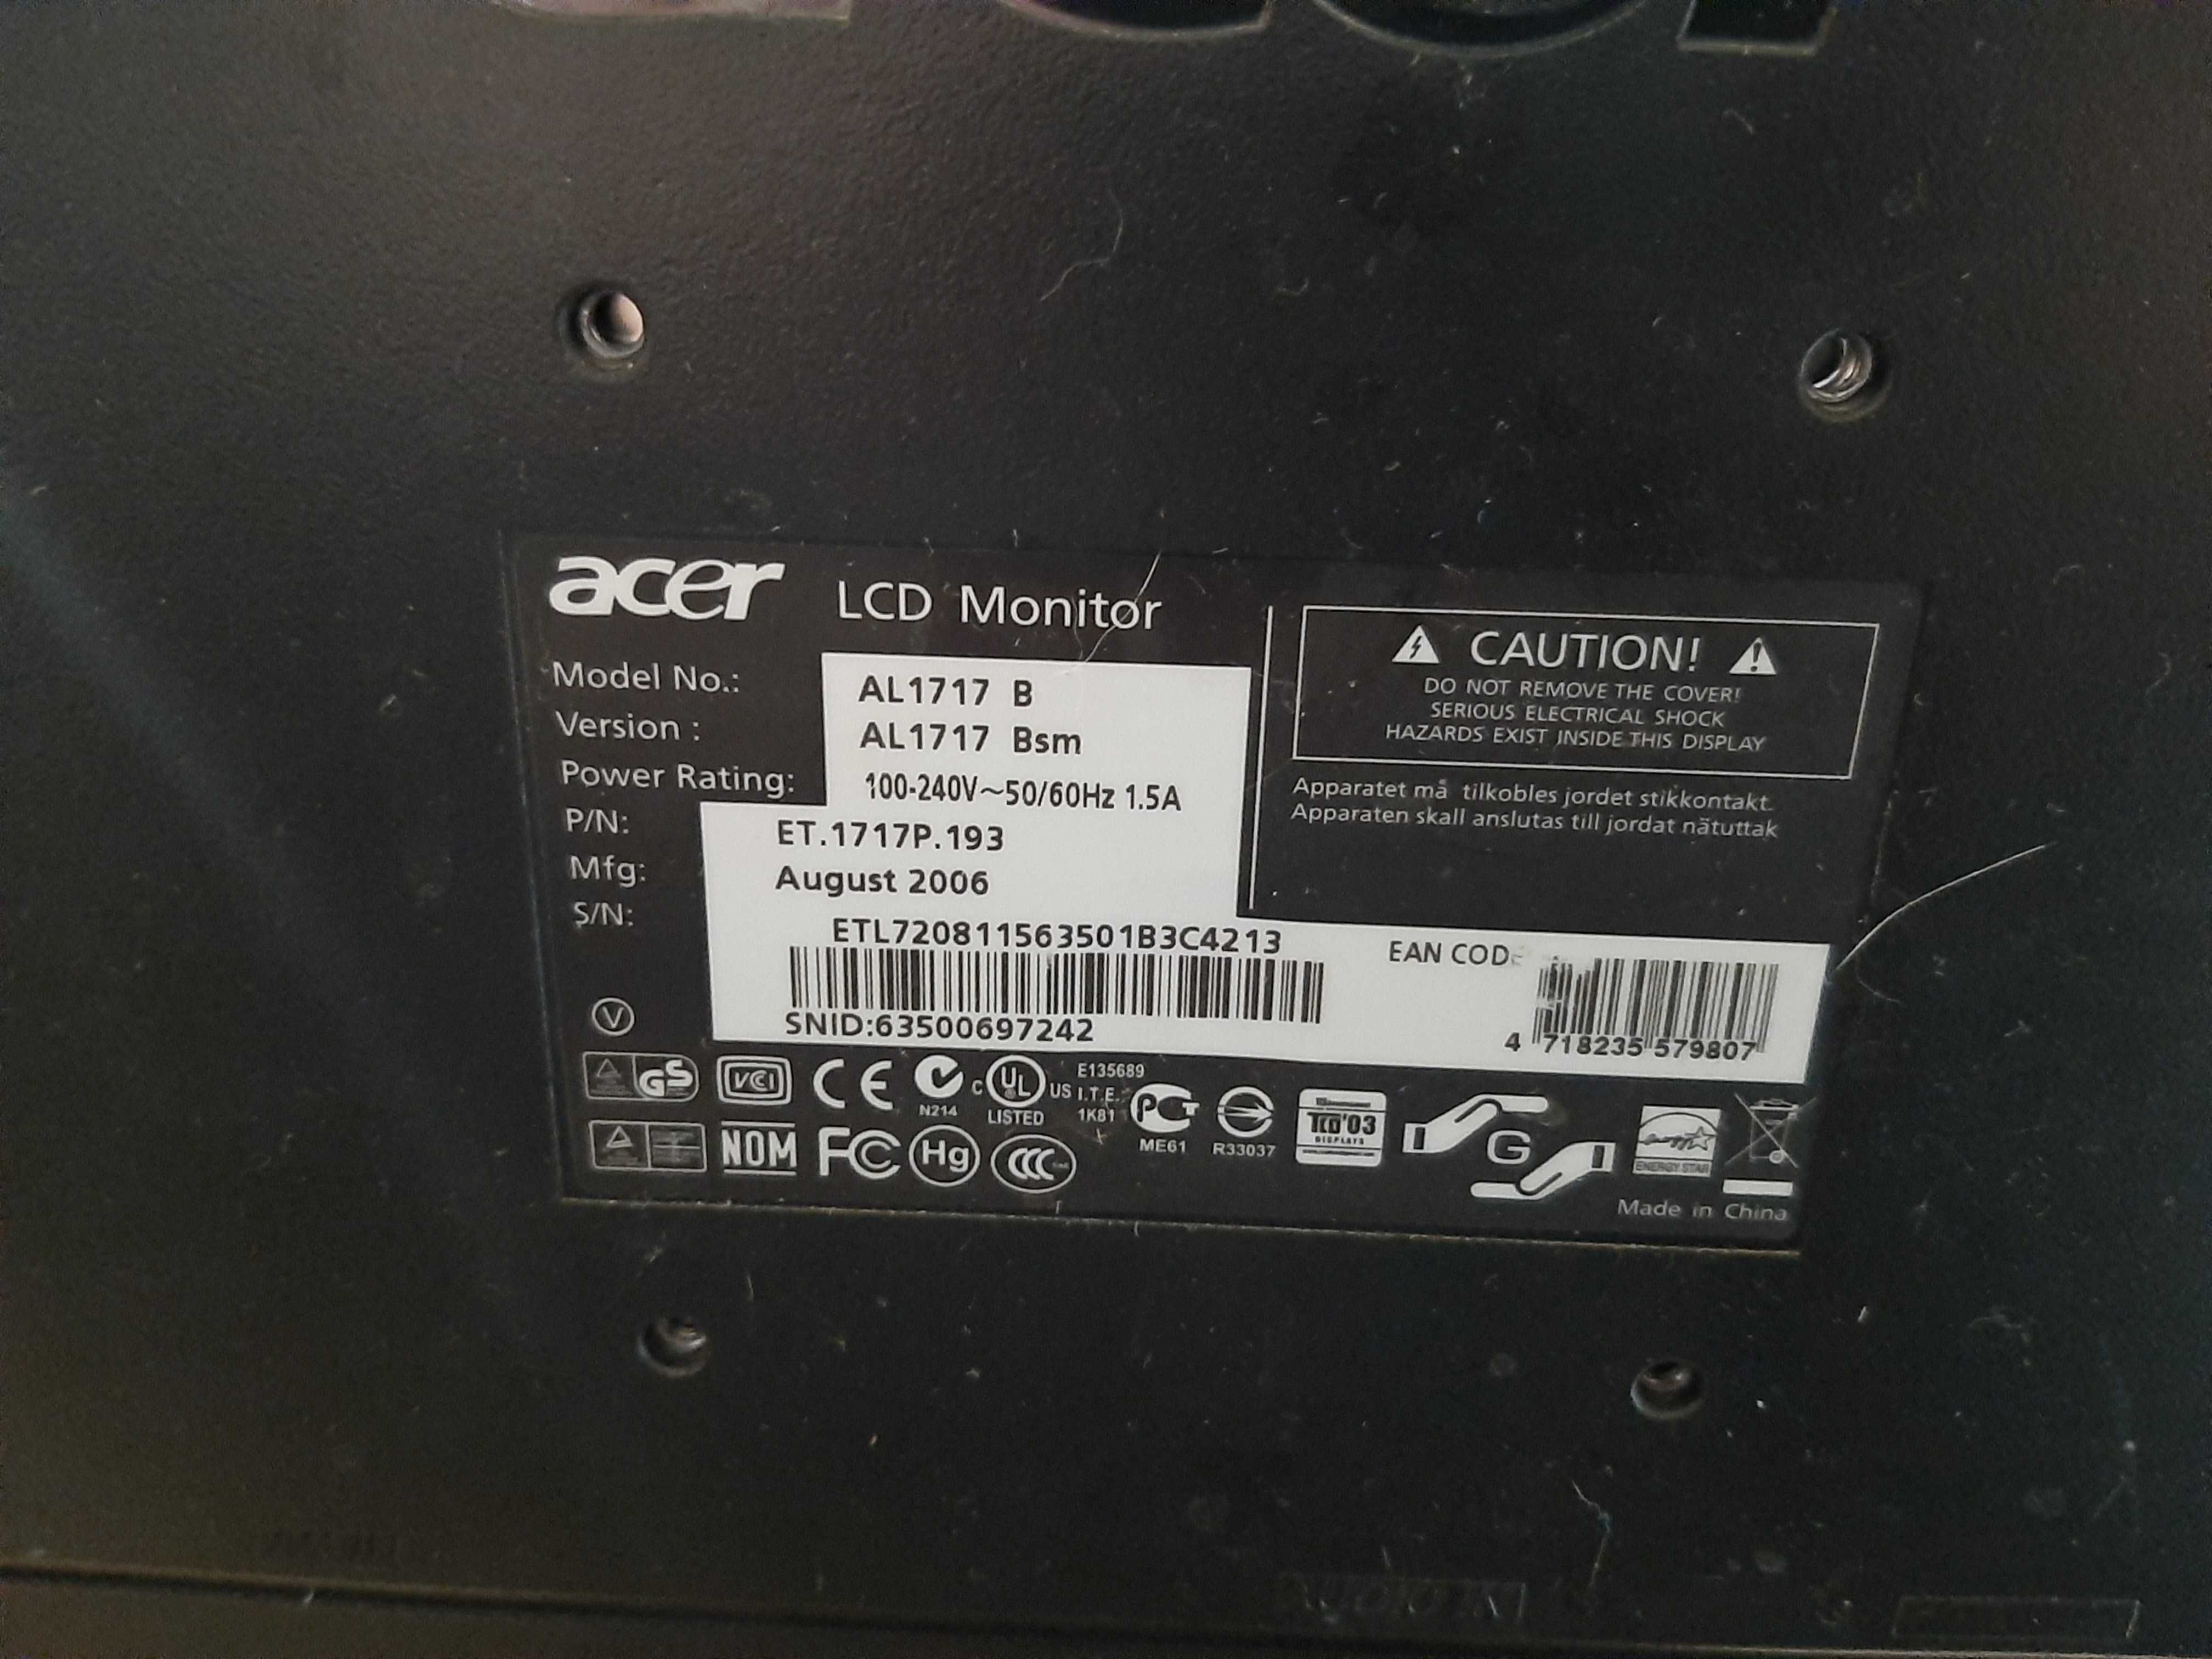 acer LCD Monitor
Model No.: AL1717 B
Version : AL1717 Bsm
Power Rating: 100-240V~50/60Hz 1.5A
P/N: ET.1717P.193
Mfg: August 2006
S/N: ETL720811563501B3C4213
SNID:63500697242
CAUTION!
DO NOT REMOVE THE COVER!
SERIOUS ELECTRICAL SHOCK
HAZARDS EXIST INSIDE THIS DISPLAY
Apparatet må tilkobles jordet stikkontakt.
Apparaten skall anslutas till jordat nätuttak
EAN CODE
4 718235 579807
V
GS VCCI CE N214 C UL US LISTED E135689 I.T.E. 1K81
NOM FC Hg CCC
PCT ME61 R33037
TCO'03 DISPLAYS
G
ENERGY STAR
Made in China